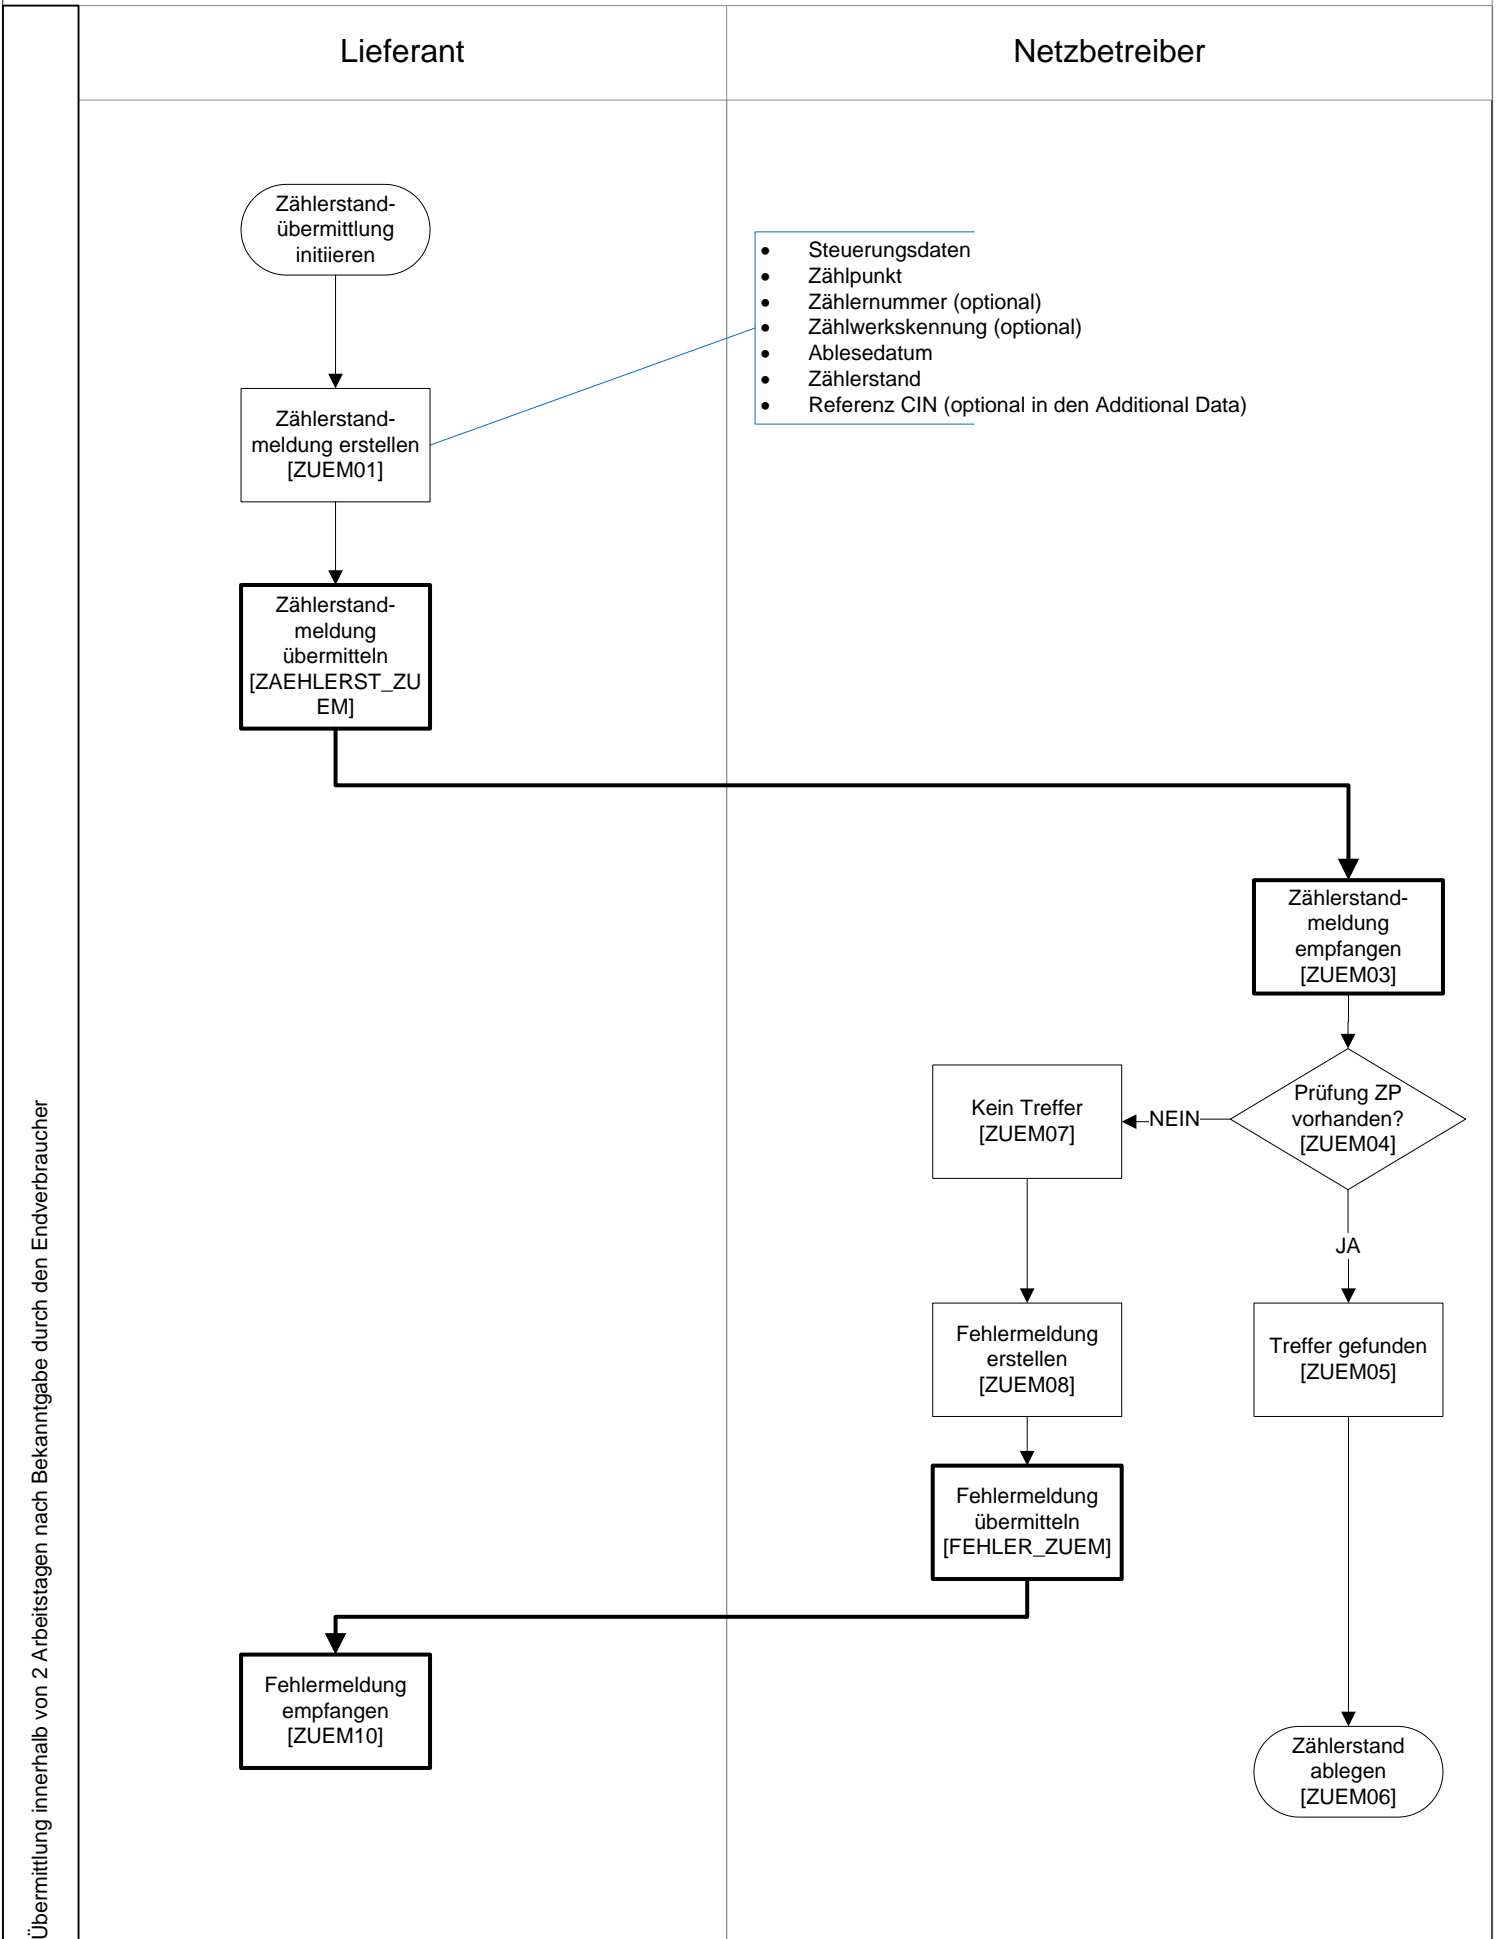 Lieferant
Netzbetreiber
Zählerstand-
übermittlung
initiieren
• Steuerungsdaten
• Zählpunkt
• Zählernummer (optional)
• Zählwerkskennung (optional)
• Ablesedatum
• Zählerstand
• Referenz CIN (optional in den Additional Data)
Zählerstand-
meldung erstellen
[ZUEM01]
Zählerstand-
meldung
übermitteln
[ZAEHLERST_ZU
EM]
Zählerstand-
meldung
empfangen
[ZUEM03]
Prüfung ZP
vorhanden?
[ZUEM04]
NEIN
Kein Treffer
[ZUEM07]
JA
Fehlermeldung
erstellen
[ZUEM08]
Treffer gefunden
[ZUEM05]
Fehlermeldung
übermitteln
[FEHLER_ZUEM]
Fehlermeldung
empfangen
[ZUEM10]
Zählerstand
ablegen
[ZUEM06]
Übermittlung innerhalb von 2 Arbeitstagen nach Bekanntgabe durch den Endverbraucher